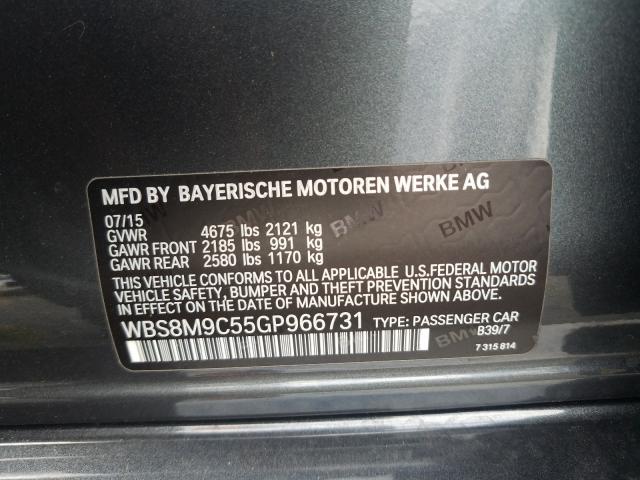 MFD BY BAYERISCHE MOTOREN WERKE AG
07/15
GVWR 4675 lbs 2121 kg
GAWR FRONT 2185 lbs 991 kg
GAWR REAR 2580 lbs 1170 kg
THIS VEHICLE CONFORMS TO ALL APPLICABLE U.S.FEDERAL MOTOR
VEHICLE SAFETY, BUMPER AND THEFT PREVENTION STANDARDS
IN EFFECT ON THE DATE OF MANUFACTURE SHOWN ABOVE.
WBS8M9C55GP966731 TYPE: PASSENGER CAR
B39/7
7 315 814
BMW
BMW
BMW